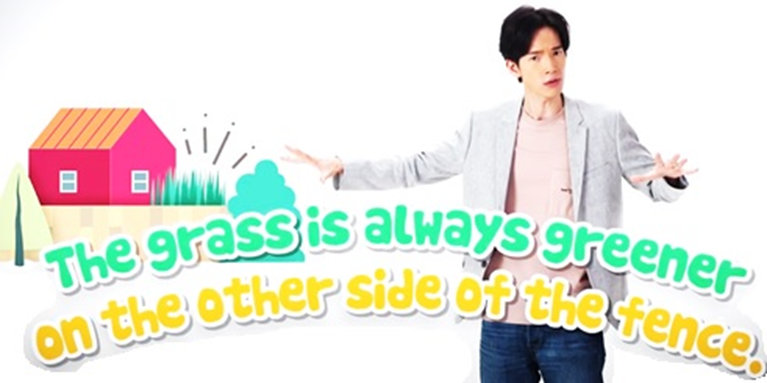 The grass is always greener
on the other side of the fence.